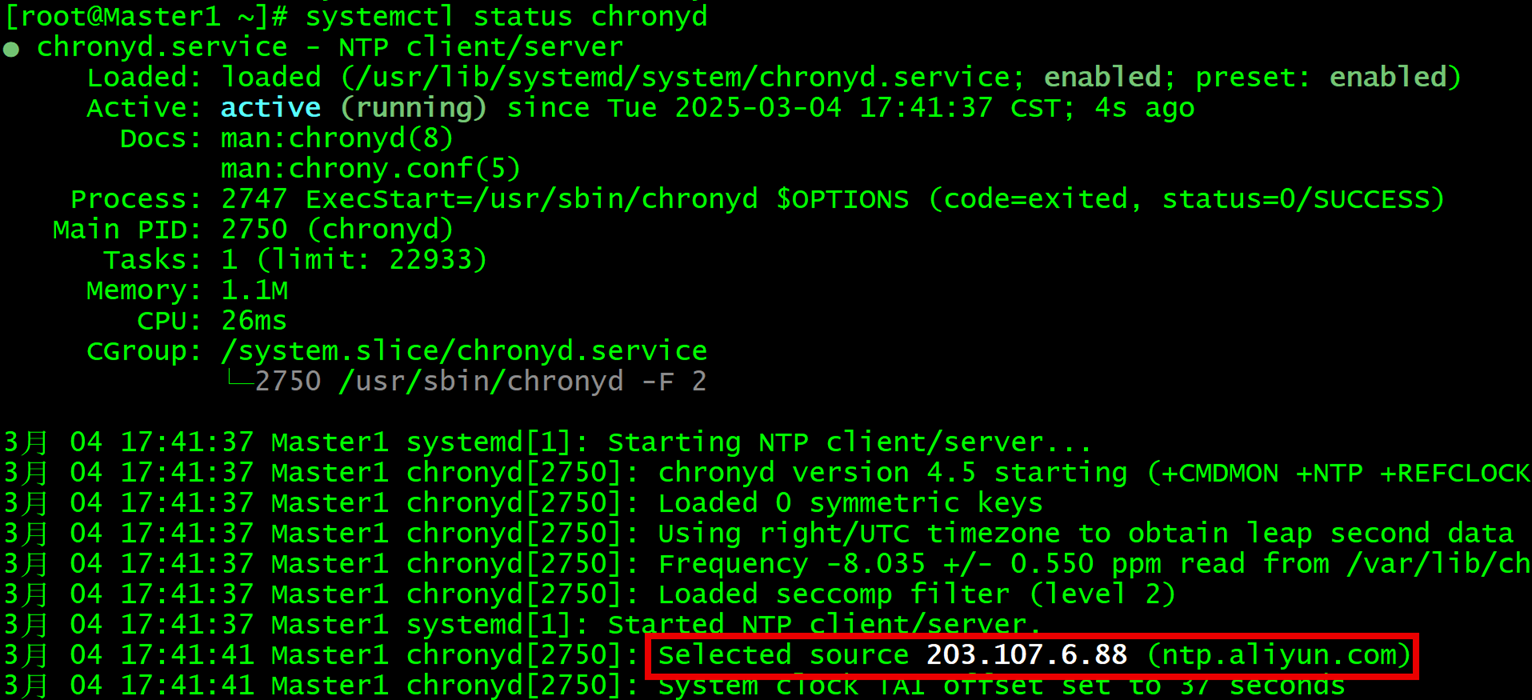 [root@Master1 ~]# systemctl status chronyd
● chronyd.service - NTP client/server
Loaded: loaded (/usr/lib/systemd/system/chronyd.service; enabled; preset: enabled)
Active: active (running) since Tue 2025-03-04 17:41:37 CST; 4s ago
Docs: man:chronyd(8)
man:chrony.conf(5)
Process: 2747 ExecStart=/usr/sbin/chronyd $OPTIONS (code=exited, status=0/SUCCESS)
Main PID: 2750 (chronyd)
Tasks: 1 (limit: 22933)
Memory: 1.1M
CPU: 26ms
CGroup: /system.slice/chronyd.service
└─2750 /usr/sbin/chronyd -F 2
3月 04 17:41:37 Master1 systemd[1]: Starting NTP client/server...
3月 04 17:41:37 Master1 chronyd[2750]: chronyd version 4.5 starting (+CMDMON +NTP +REFCLOCK
3月 04 17:41:37 Master1 chronyd[2750]: Loaded 0 symmetric keys
3月 04 17:41:37 Master1 chronyd[2750]: Using right/UTC timezone to obtain leap second data
3月 04 17:41:37 Master1 chronyd[2750]: Frequency -8.035 +/- 0.550 ppm read from /var/lib/ch
3月 04 17:41:37 Master1 chronyd[2750]: Loaded seccomp filter (level 2)
3月 04 17:41:37 Master1 systemd[1]: Started NTP client/server.
3月 04 17:41:41 Master1 chronyd[2750]: Selected source 203.107.6.88 (ntp.aliyun.com)
3月 04 17:41:41 Master1 chronyd[2750]: System clock TAI offset set to 37 seconds